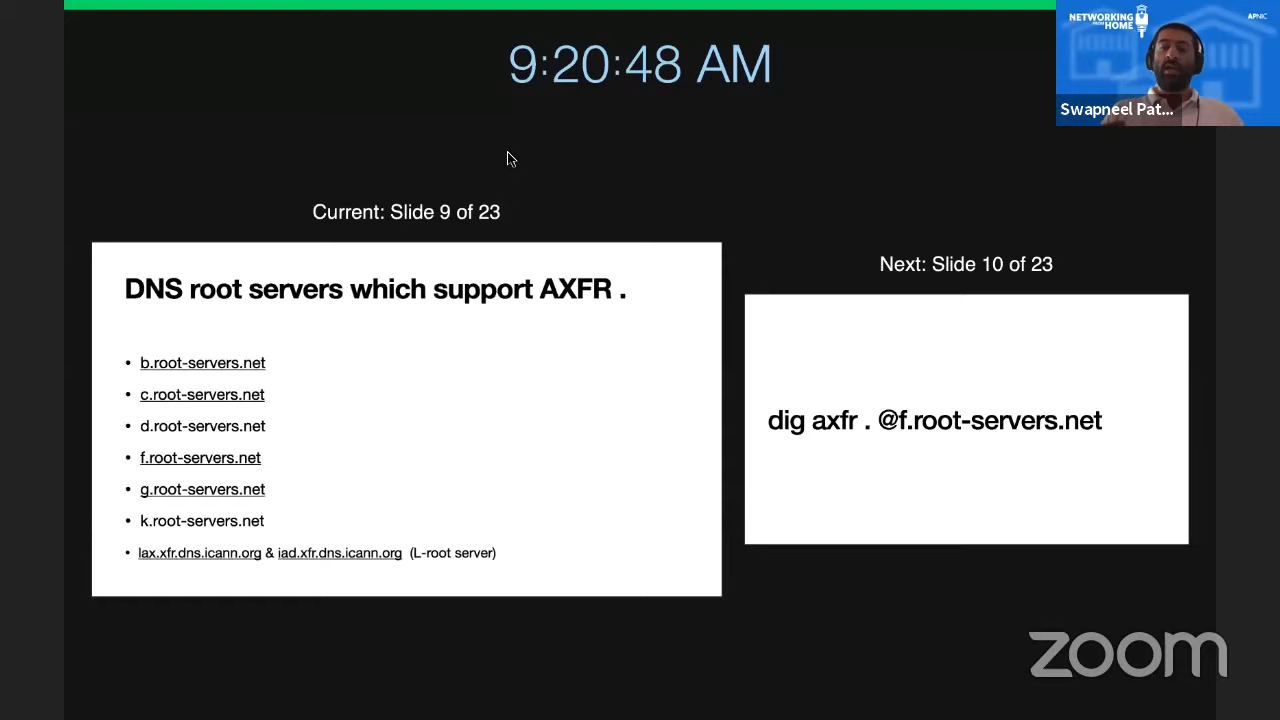 9:20:48 AM
NETWORKING
FROM
HOME
APNIC
Swapneel Pat...
Current: Slide 9 of 23
DNS root servers which support AXFR .
• b.root-servers.net
• c.root-servers.net
• d.root-servers.net
• f.root-servers.net
• g.root-servers.net
• k.root-servers.net
• lax.xfr.dns.icann.org & iad.xfr.dns.icann.org (L-root server)
Next: Slide 10 of 23
dig axfr . @f.root-servers.net
zoom